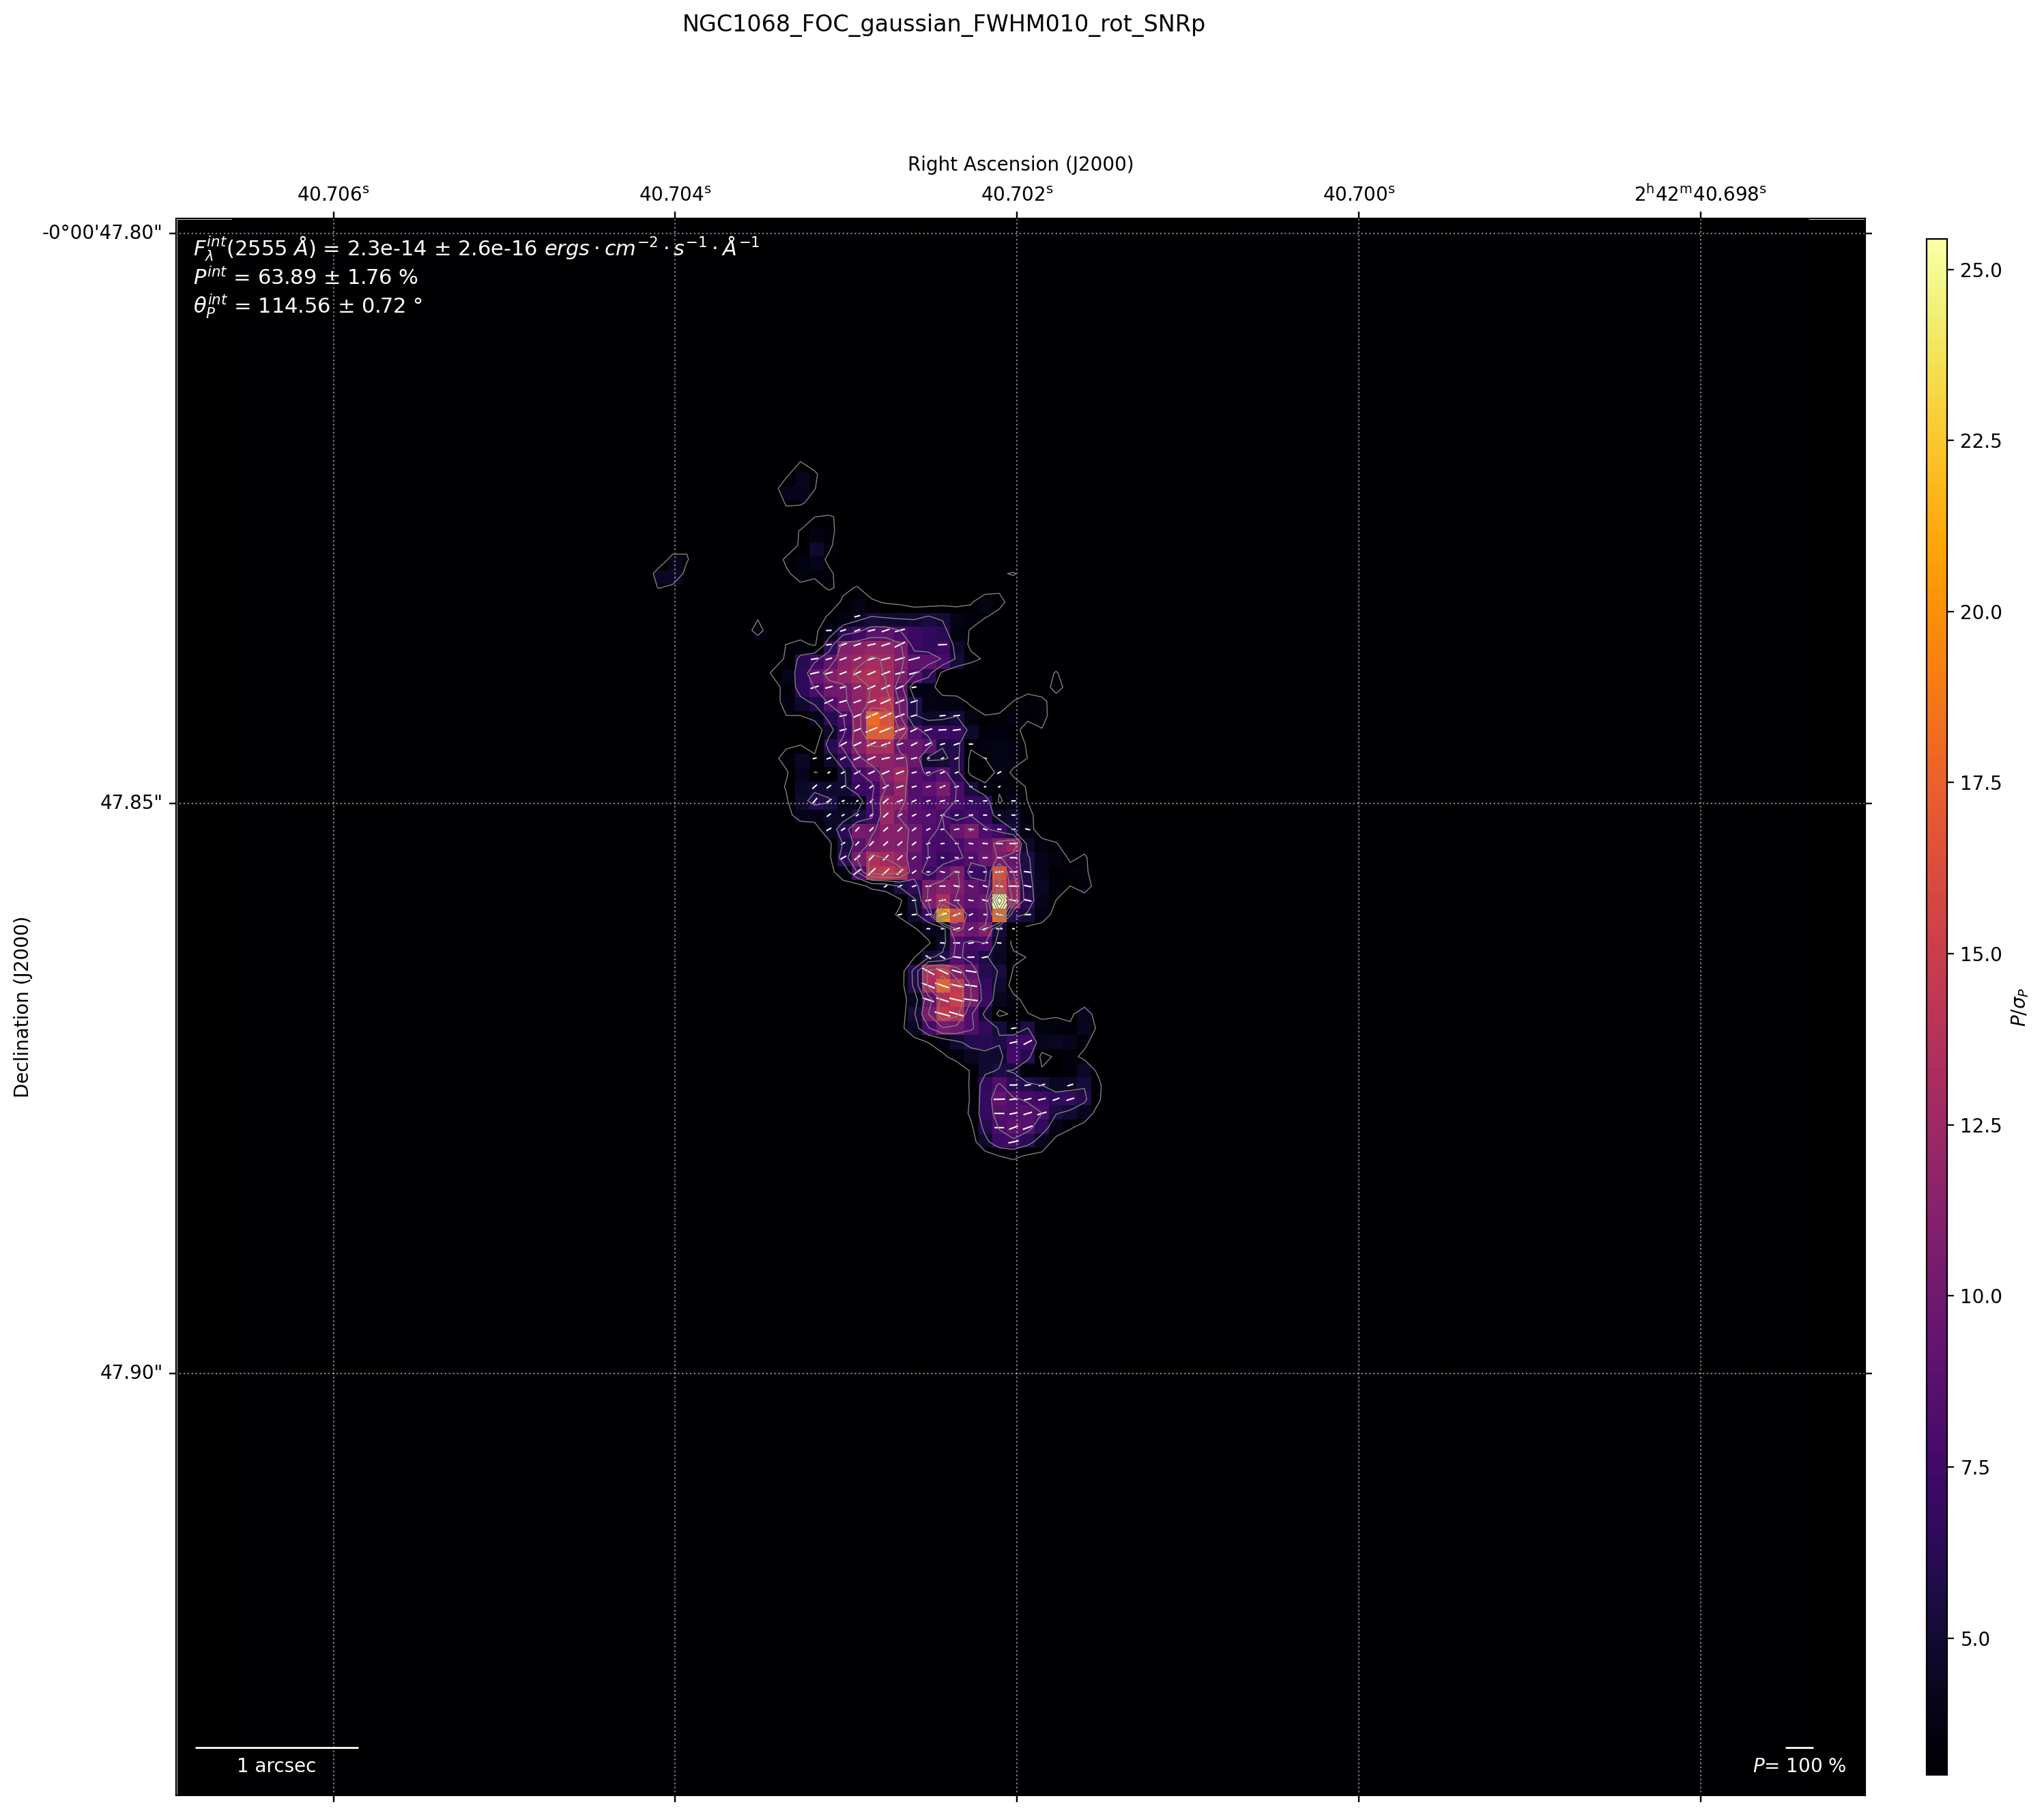 NGC1068_FOC_gaussian_FWHM010_rot_SNRp
Right Ascension (J2000)
40.706ˢ 40.704ˢ 40.702ˢ 40.700ˢ 2ʰ42ᵐ40.698ˢ
-0°00'47.80"
47.85"
47.90"
Declination (J2000)
F_λ^int(2555 Å) = 2.3e-14 ± 2.6e-16 ergs · cm⁻² · s⁻¹ · Å⁻¹
P^int = 63.89 ± 1.76 %
θ_P^int = 114.56 ± 0.72 °
1 arcsec
P= 100 %
25.0
22.5
20.0
17.5
15.0
12.5
10.0
7.5
5.0
P/σ_P